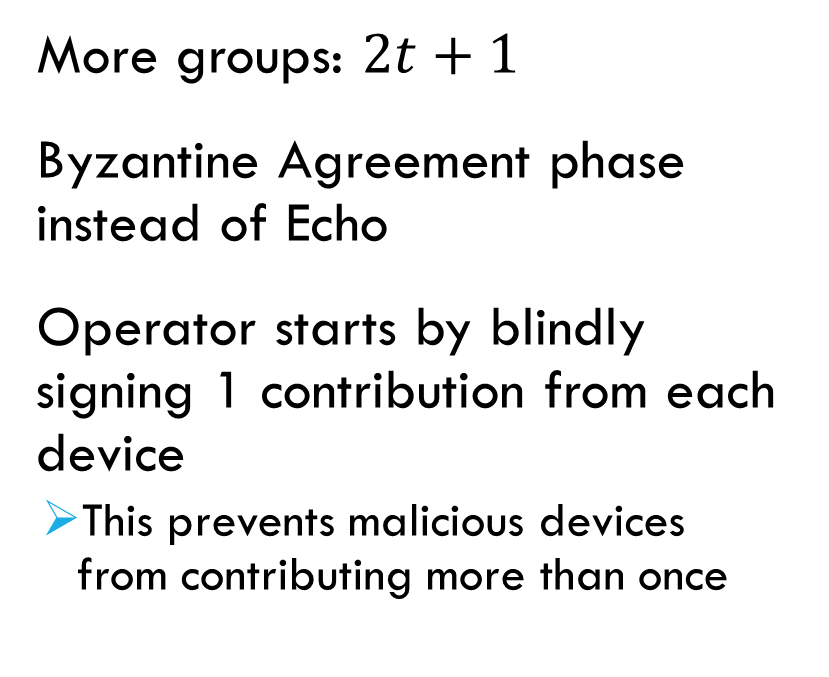 More groups: 2t + 1
Byzantine Agreement phase
instead of Echo
Operator starts by blindly
signing 1 contribution from each
device
This prevents malicious devices
from contributing more than once